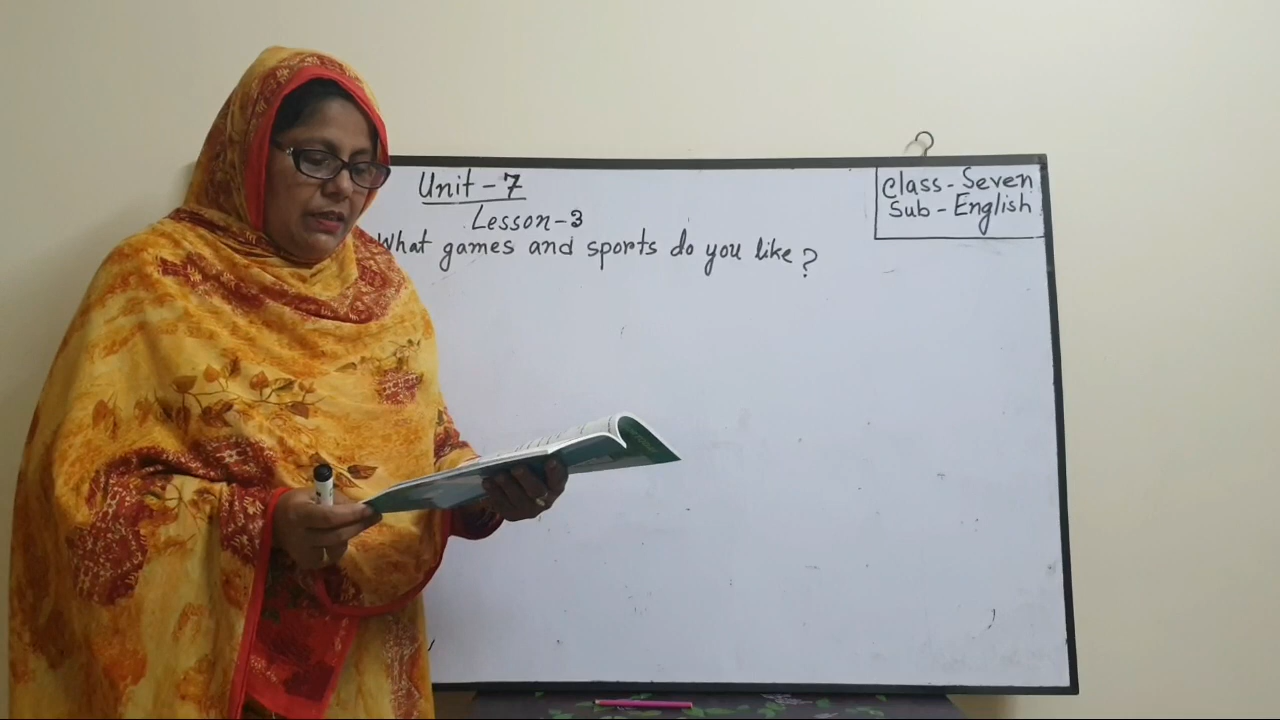 Unit - 7
Lesson - 3
What games and sports do you like?
Class - Seven
Sub - English